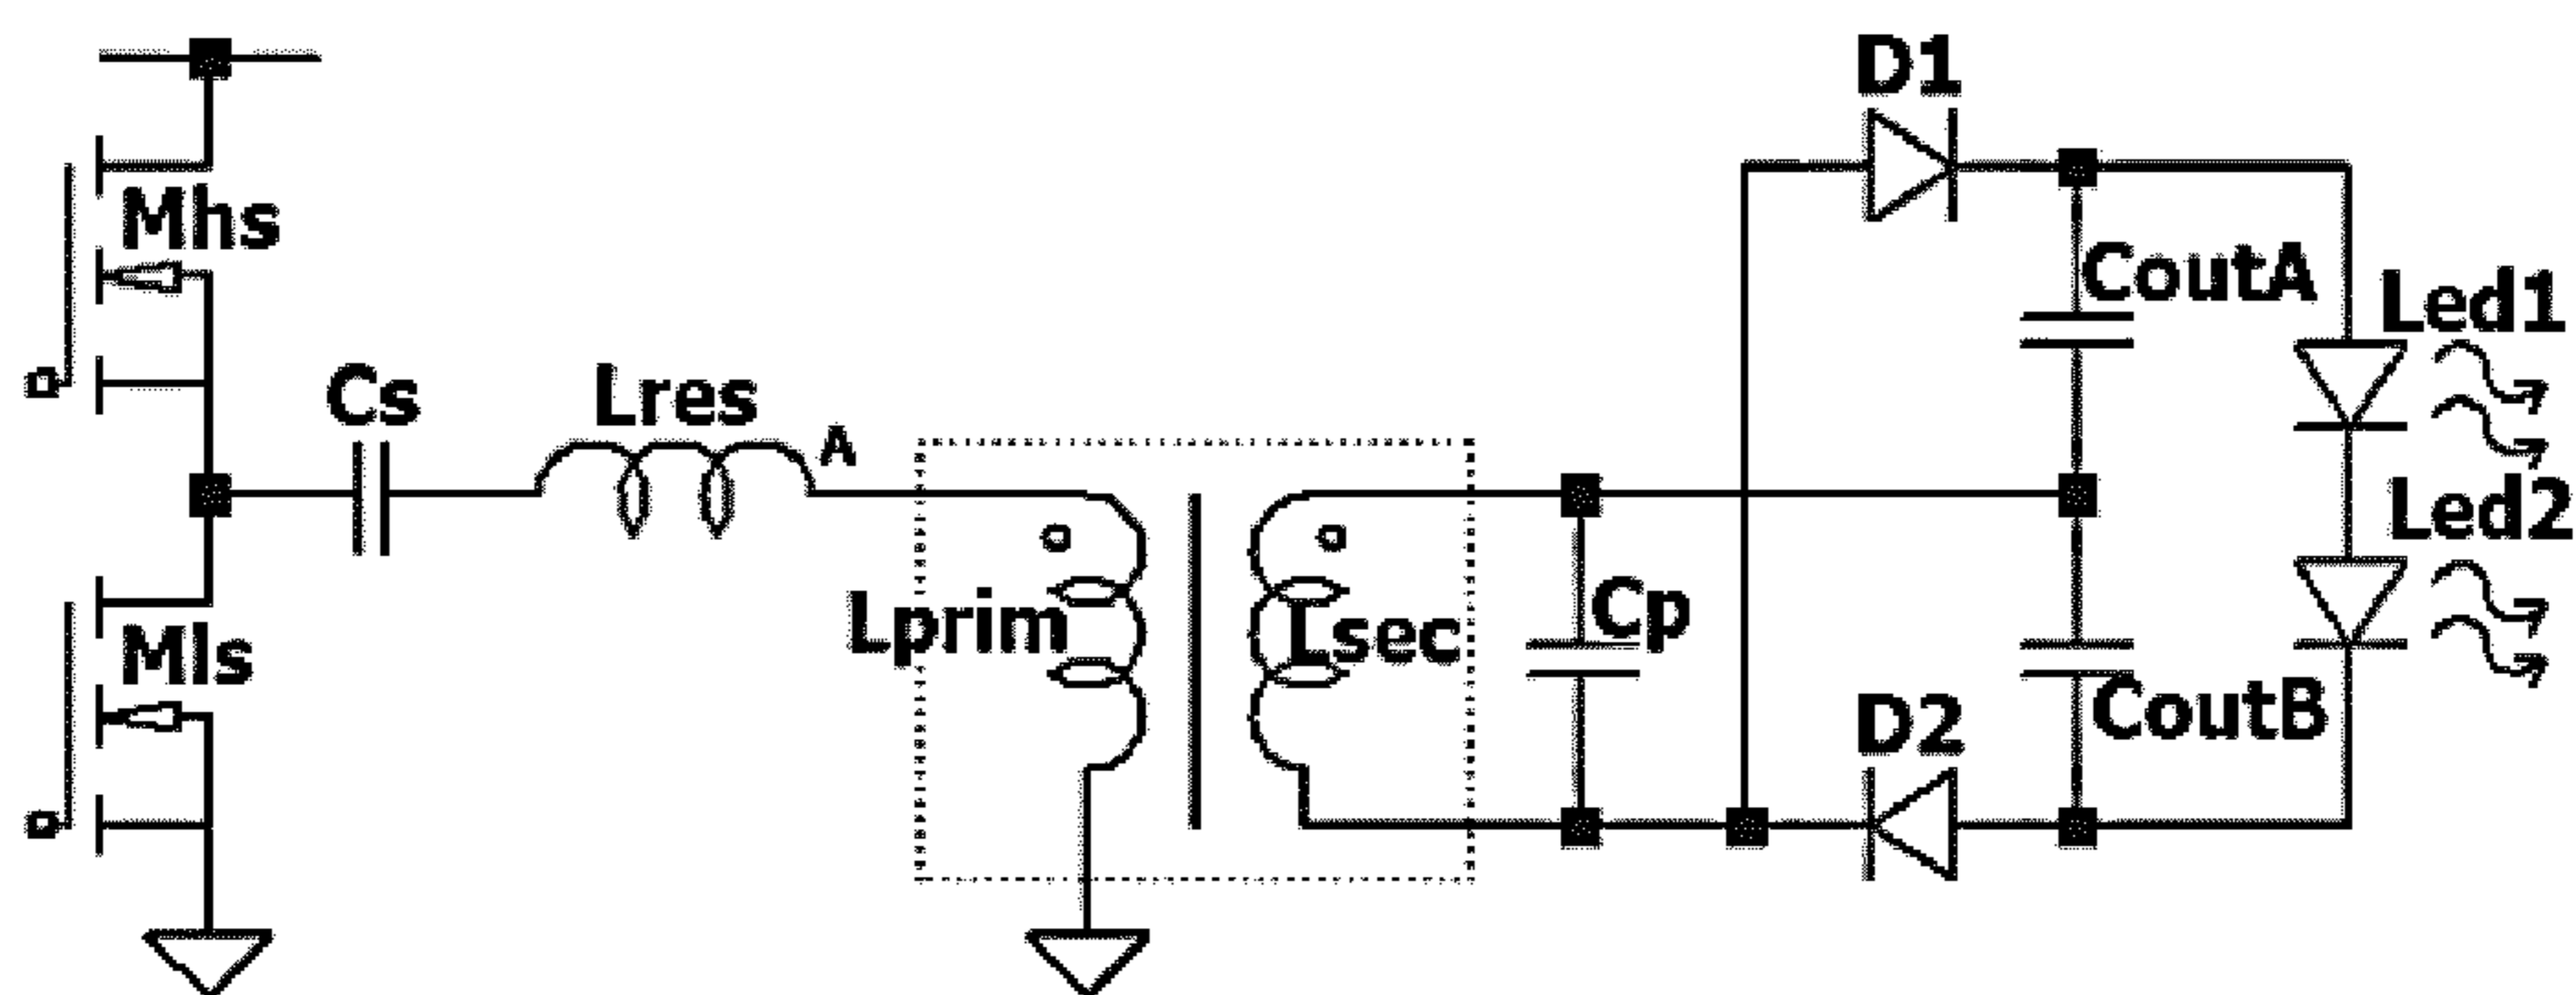 D1
Mhs
CoutA
Led1
Cs
Lres
A
Led2
Lprim
Lsec
Cp
Mls
D2
CoutB